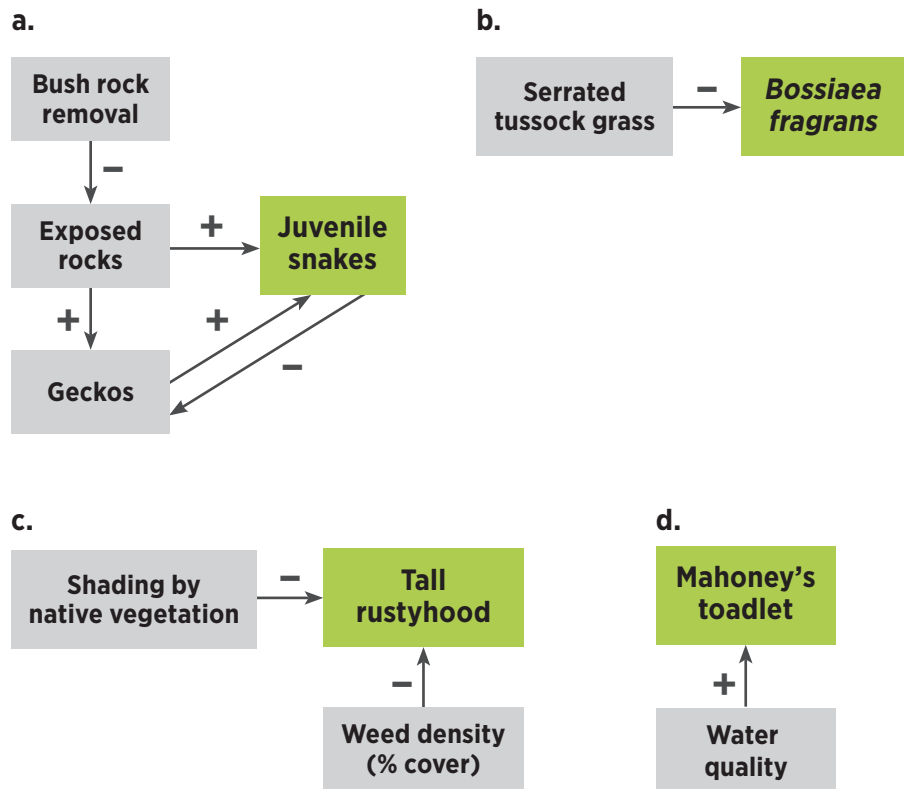 a.
Bush rock
removal
−
Exposed
rocks
+
Juvenile
snakes
+
+
−
Geckos
b.
Serrated
tussock grass
−
Bossiaea
fragrans
c.
Shading by
native vegetation
−
Tall
rustyhood
−
Weed density
(% cover)
d.
Mahoney’s
toadlet
+
Water
quality